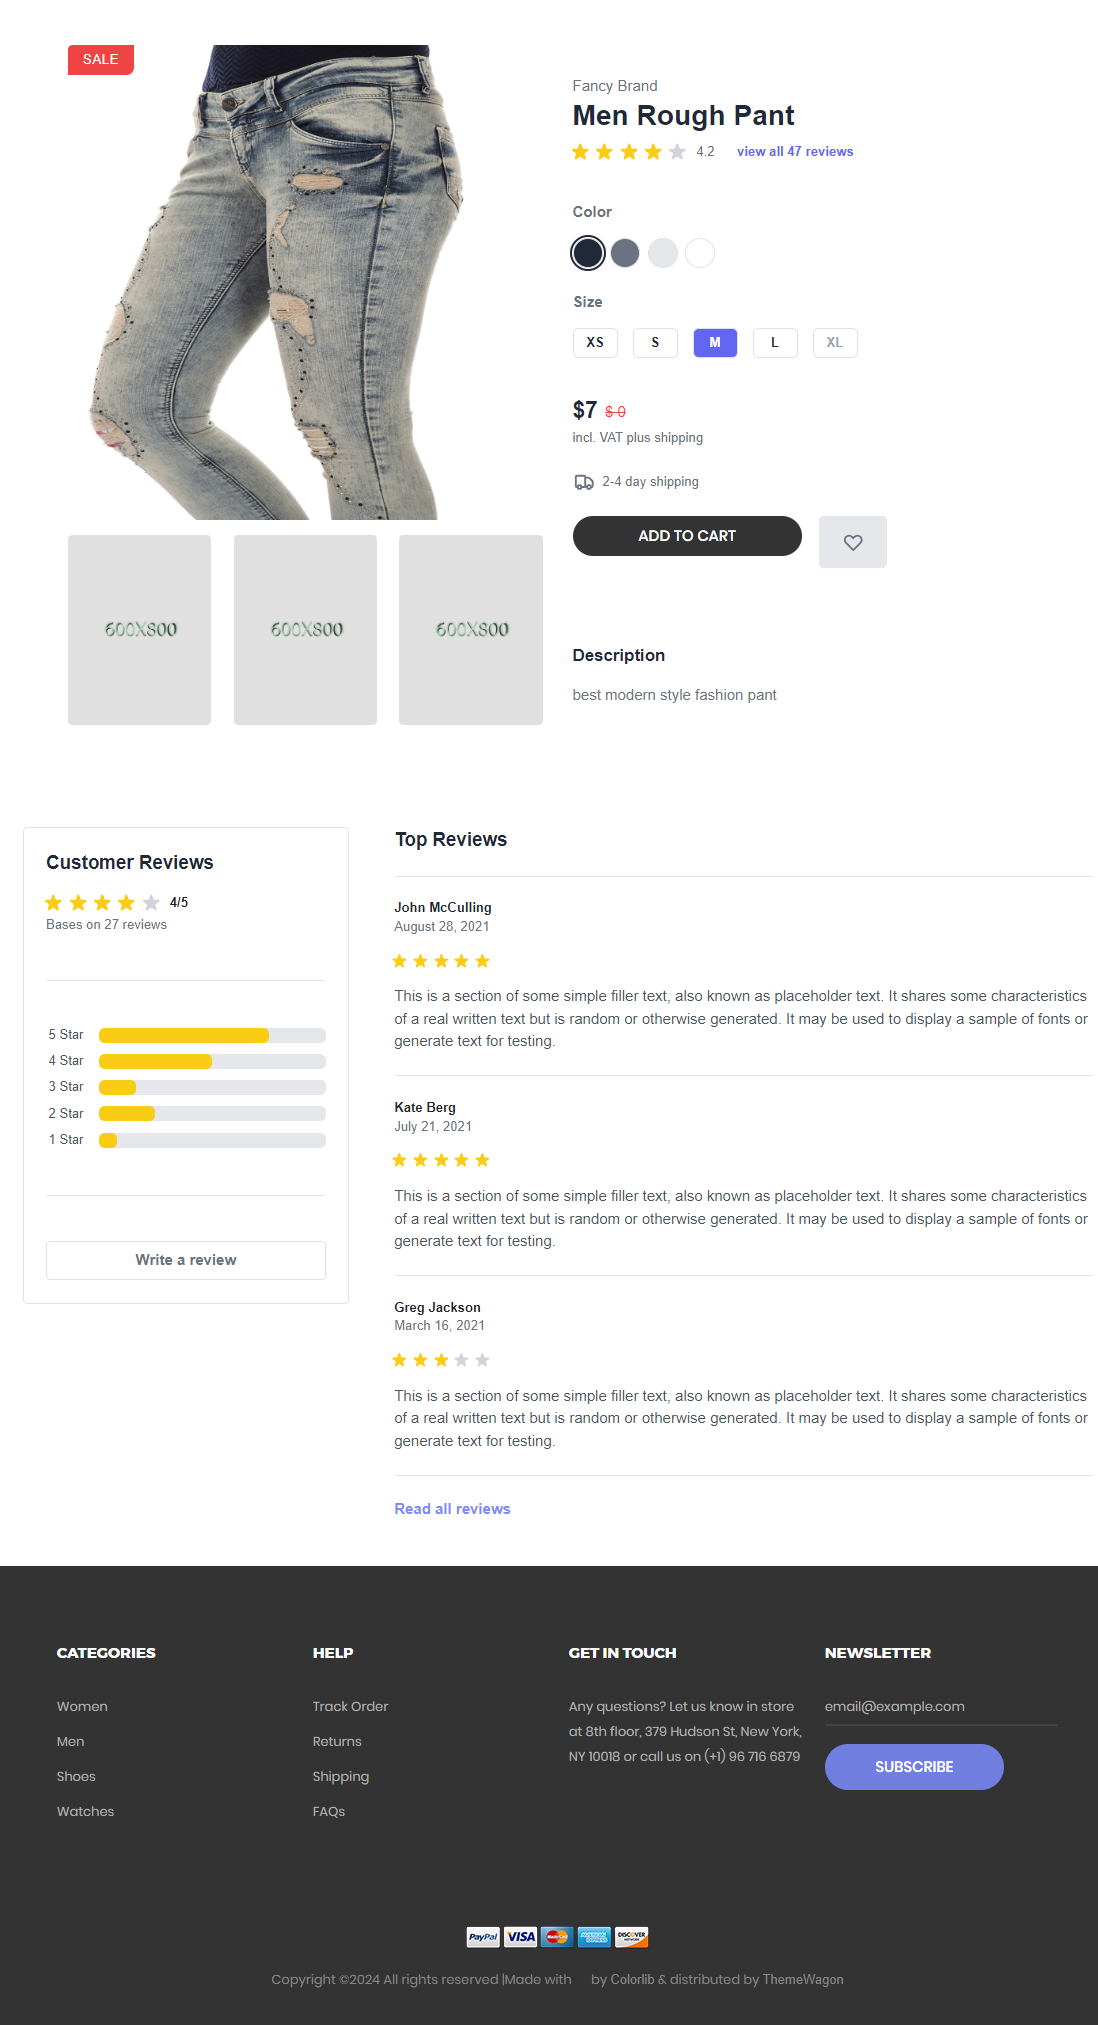 SALE
Fancy Brand
Men Rough Pant
4.2 view all 47 reviews
Color
Size
XS S M L XL
$7 $ 0
incl. VAT plus shipping
2-4 day shipping
ADD TO CART
600X800 600X800 600X800
Description
best modern style fashion pant
Customer Reviews
4/5
Bases on 27 reviews
5 Star
4 Star
3 Star
2 Star
1 Star
Write a review
Top Reviews
John McCulling
August 28, 2021
This is a section of some simple filler text, also known as placeholder text. It shares some characteristics
of a real written text but is random or otherwise generated. It may be used to display a sample of fonts or
generate text for testing.
Kate Berg
July 21, 2021
This is a section of some simple filler text, also known as placeholder text. It shares some characteristics
of a real written text but is random or otherwise generated. It may be used to display a sample of fonts or
generate text for testing.
Greg Jackson
March 16, 2021
This is a section of some simple filler text, also known as placeholder text. It shares some characteristics
of a real written text but is random or otherwise generated. It may be used to display a sample of fonts or
generate text for testing.
Read all reviews
CATEGORIES
Women
Men
Shoes
Watches
HELP
Track Order
Returns
Shipping
FAQs
GET IN TOUCH
Any questions? Let us know in store
at 8th floor, 379 Hudson St, New York,
NY 10018 or call us on (+1) 96 716 6879
NEWSLETTER
email@example.com
SUBSCRIBE
PayPal VISA MasterCard AMERICAN EXPRESS DISCOVER NETWORK
Copyright ©2024 All rights reserved |Made with by Colorlib & distributed by ThemeWagon